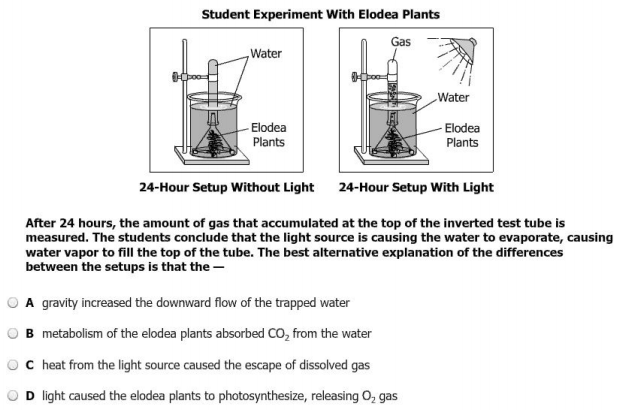 Student Experiment With Elodea Plants
Water
Elodea
Plants
Gas
Water
Elodea
Plants
24-Hour Setup Without Light
24-Hour Setup With Light
After 24 hours, the amount of gas that accumulated at the top of the inverted test tube is
measured. The students conclude that the light source is causing the water to evaporate, causing
water vapor to fill the top of the tube. The best alternative explanation of the differences
between the setups is that the —
A gravity increased the downward flow of the trapped water
B metabolism of the elodea plants absorbed CO₂ from the water
C heat from the light source caused the escape of dissolved gas
D light caused the elodea plants to photosynthesize, releasing O₂ gas